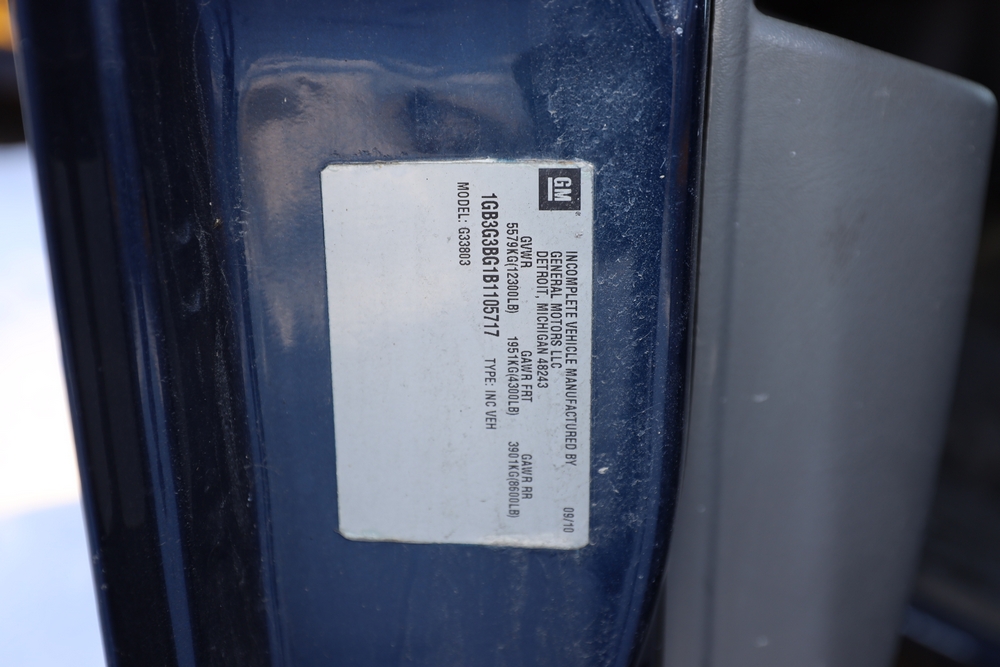 GM
INCOMPLETE VEHICLE MANUFACTURED BY 09/10
GENERAL MOTORS LLC
DETROIT, MICHIGAN 48243
GVWR GAWR FRT GAWR RR
5579KG(12300LB) 1951KG(4300LB) 3901KG(8600LB)
1GB3G3BG1B1105717 TYPE: INC VEH
MODEL: G33803